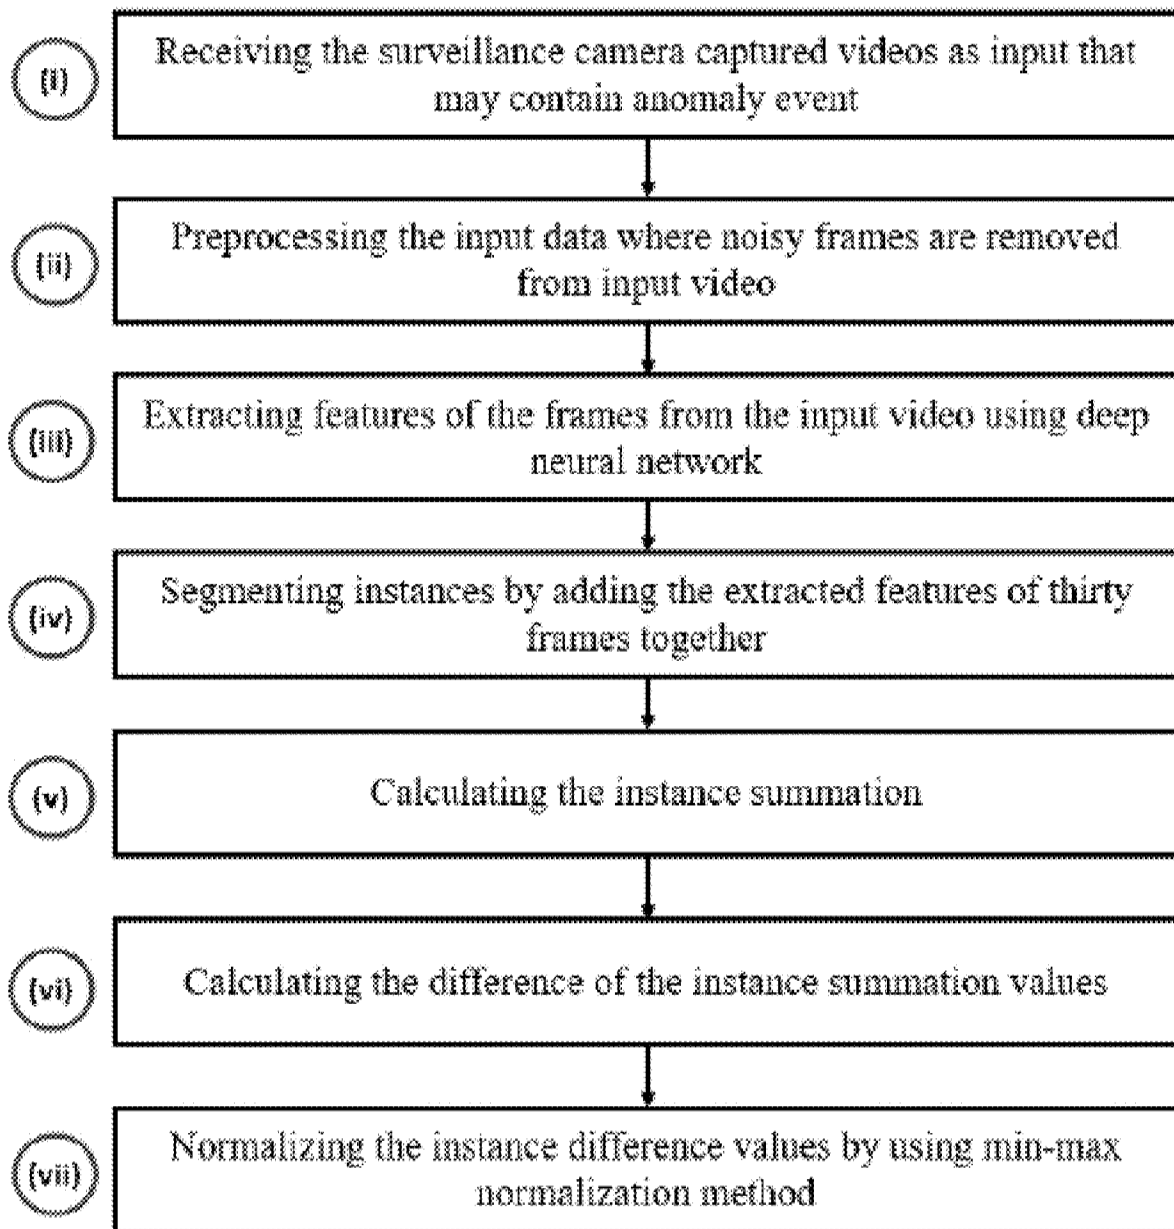 (i)
Receiving the surveillance camera captured videos as input that
may contain anomaly event
(ii)
Preprocessing the input data where noisy frames are removed
from input video
(iii)
Extracting features of the frames from the input video using deep
neural network
(iv)
Segmenting instances by adding the extracted features of thirty
frames together
(v)
Calculating the instance summation
(vi)
Calculating the difference of the instance summation values
(vii)
Normalizing the instance difference values by using min-max
normalization method